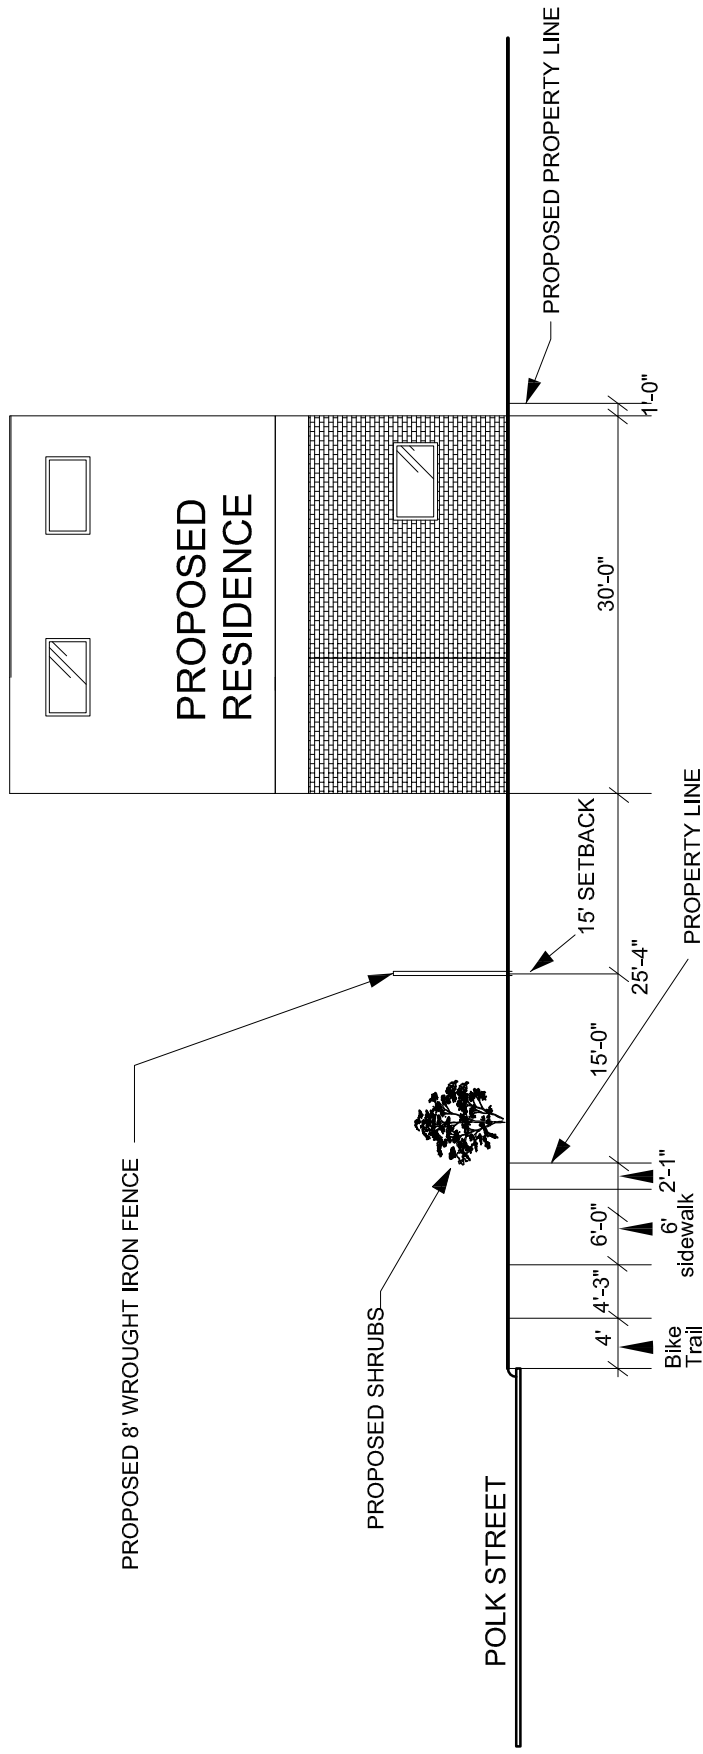 PROPOSED
RESIDENCE
PROPOSED 8' WROUGHT IRON FENCE
PROPOSED SHRUBS
POLK STREET
15' SETBACK
PROPERTY LINE
PROPOSED PROPERTY LINE
4'
4'-3"
6'-0"
2'-1"
15'-0"
25'-4"
30'-0"
1'-0"
Bike
Trail
6'
sidewalk